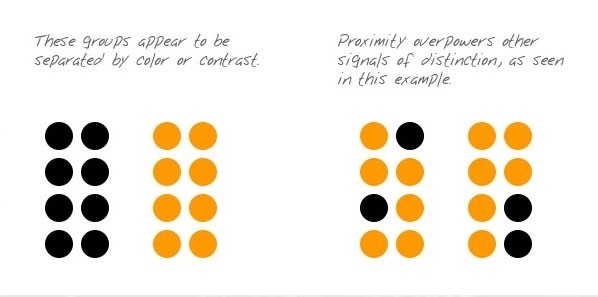 These groups appear to be
separated by color or contrast.
Proximity overpowers other
signals of distinction, as seen
in this example.